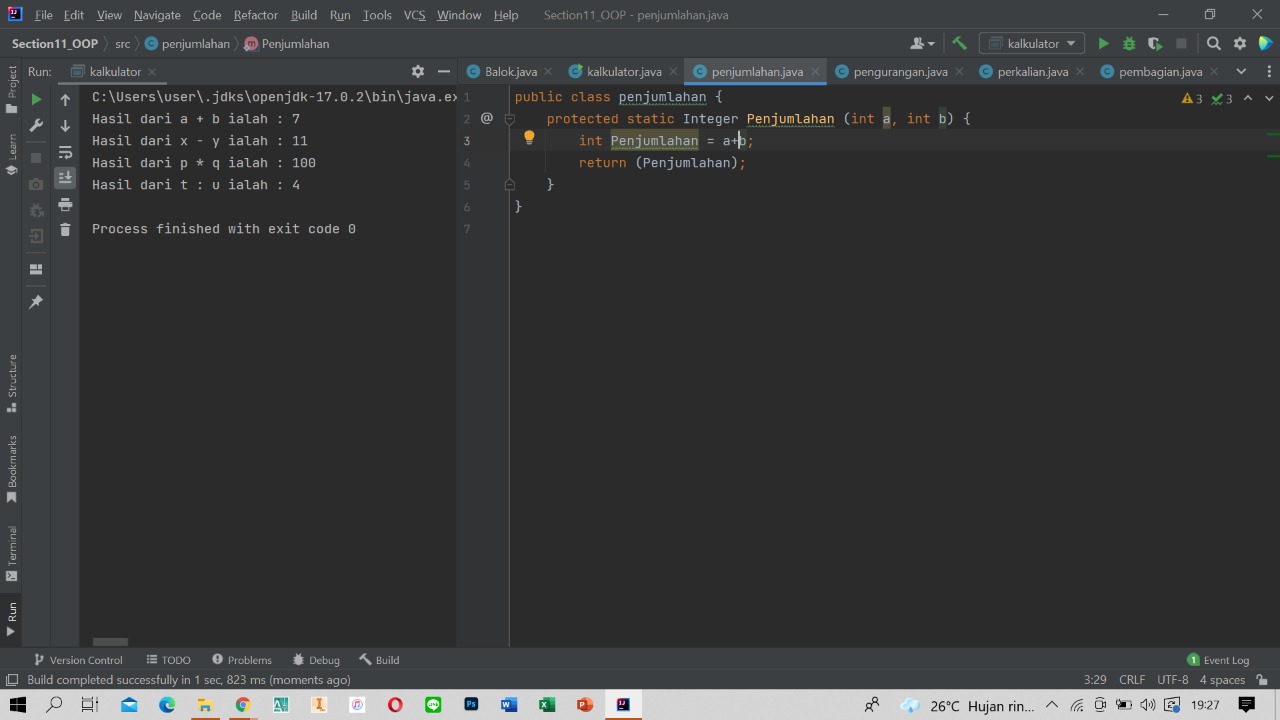 File Edit View Navigate Code Refactor Build Run Tools VCS Window Help Section11_OOP - penjumlahan.java
Section11_OOP src penjumlahan Penjumlahan kalkulator
Project
Learn
Structure
Bookmarks
Terminal
Run
Run: kalkulator
C:\Users\user\.jdks\openjdk-17.0.2\bin\java.ex
Hasil dari a + b ialah : 7
Hasil dari x - y ialah : 11
Hasil dari p * q ialah : 100
Hasil dari t : u ialah : 4
Process finished with exit code 0
Balok.java kalkulator.java penjumlahan.java pengurangan.java perkalian.java pembagian.java
1 public class penjumlahan {
2 @ protected static Integer Penjumlahan (int a, int b) {
3 int Penjumlahan = a+b;
4 return (Penjumlahan);
5 }
6 }
7
3 3
Version Control TODO Problems Debug Build 1 Event Log
Build completed successfully in 1 sec, 823 ms (moments ago) 3:29 CRLF UTF-8 4 spaces
26°C Hujan rin... 19:27